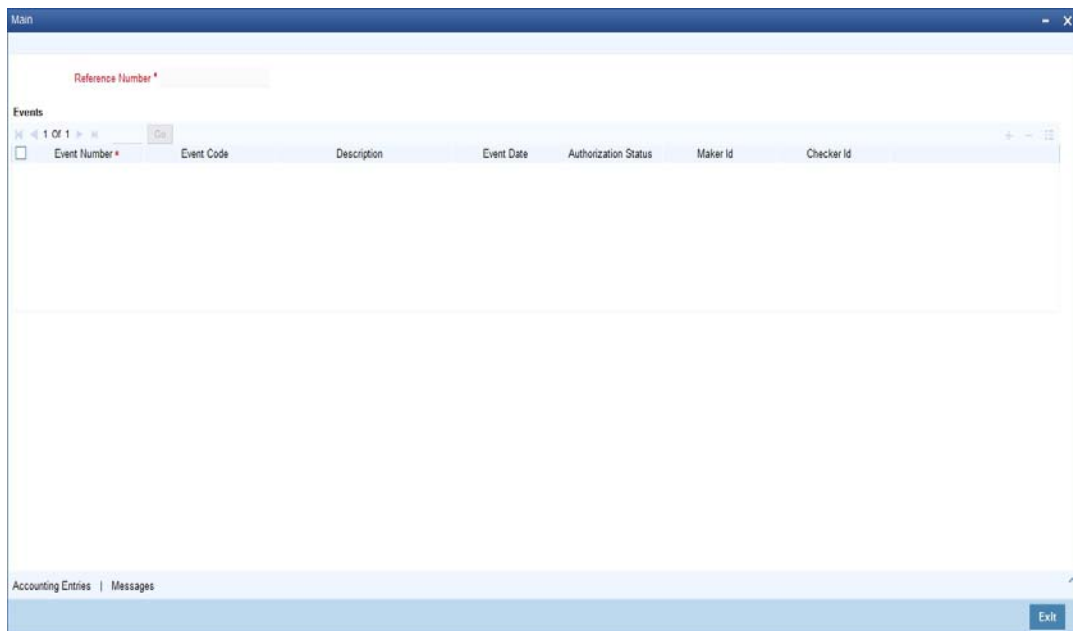 Main
Reference Number *
Events
1 Of 1 Go
Event Number * Event Code Description Event Date Authorization Status Maker Id Checker Id
Accounting Entries | Messages
Exit